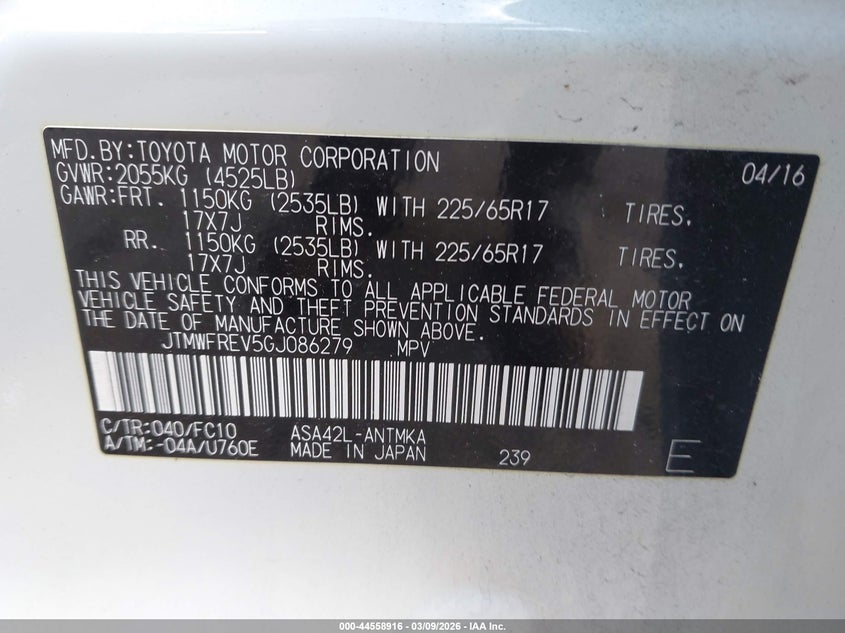 MFD.BY:TOYOTA MOTOR CORPORATION 04/16
GVWR:2055KG (4525LB)
GAWR:FRT. 1150KG (2535LB) WITH 225/65R17 TIRES.
17X7J RIMS.
RR. 1150KG (2535LB) WITH 225/65R17 TIRES.
17X7J RIMS.
THIS VEHICLE CONFORMS TO ALL APPLICABLE FEDERAL MOTOR
VEHICLE SAFETY AND THEFT PREVENTION STANDARDS IN EFFECT ON
THE DATE OF MANUFACTURE SHOWN ABOVE.
JTMWFREV5GJ086279 MPV
C/TR:040/FC10 ASA42L-ANTMKA
A/TM:-04A/U760E MADE IN JAPAN 239 E
000-44558916 | 03/09/2026 - IAA Inc.